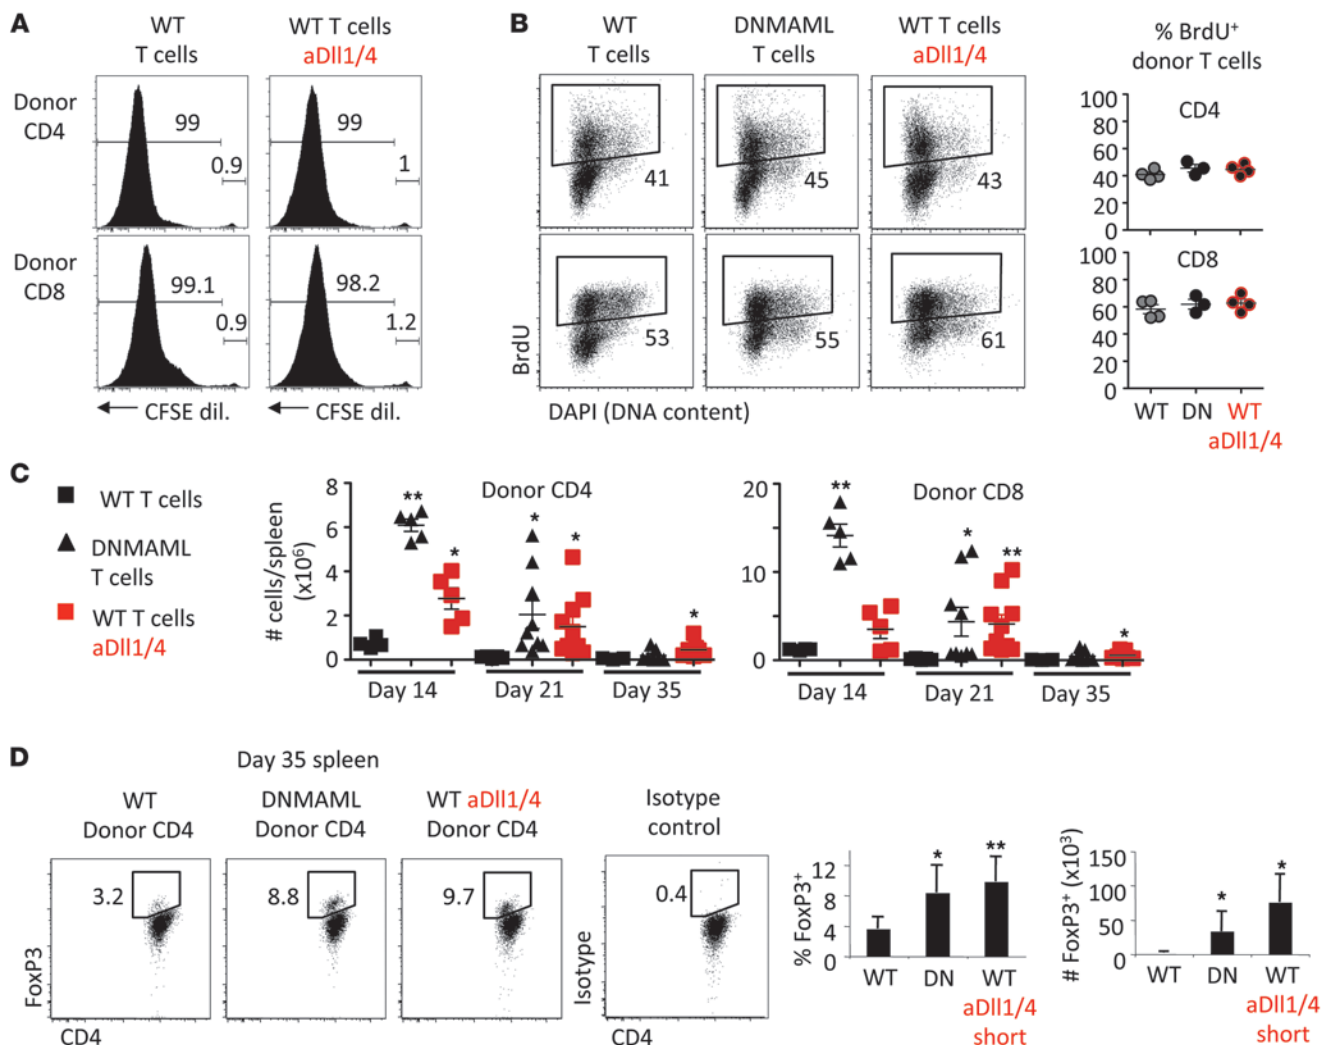 A
WT
T cells
WT T cells
aDll1/4
Donor
CD4
99
0.9
99
1
Donor
CD8
99.1
0.9
98.2
1.2
← CFSE dil.
← CFSE dil.
B
WT
T cells
DNMAML
T cells
WT T cells
aDll1/4
41
45
43
53
55
61
BrdU
DAPI (DNA content)
% BrdU+
donor T cells
CD4
100
80
60
40
20
0
CD8
100
80
60
40
20
0
WT
DN
WT
aDll1/4
C
WT T cells
DNMAML
T cells
WT T cells
aDll1/4
# cells/spleen
(x10⁶)
Donor CD4
8
6
4
2
0
**
*
*
*
*
Day 14
Day 21
Day 35
Donor CD8
20
10
0
**
*
**
*
Day 14
Day 21
Day 35
D
Day 35 spleen
WT
Donor CD4
DNMAML
Donor CD4
WT aDll1/4
Donor CD4
Isotype
control
3.2
8.8
9.7
0.4
FoxP3
CD4
Isotype
CD4
% FoxP3+
12
8
4
0
*
**
WT
DN
WT
aDll1/4
short
# FoxP3+ (x10³)
150
100
50
0
*
*
WT
DN
WT
aDll1/4
short